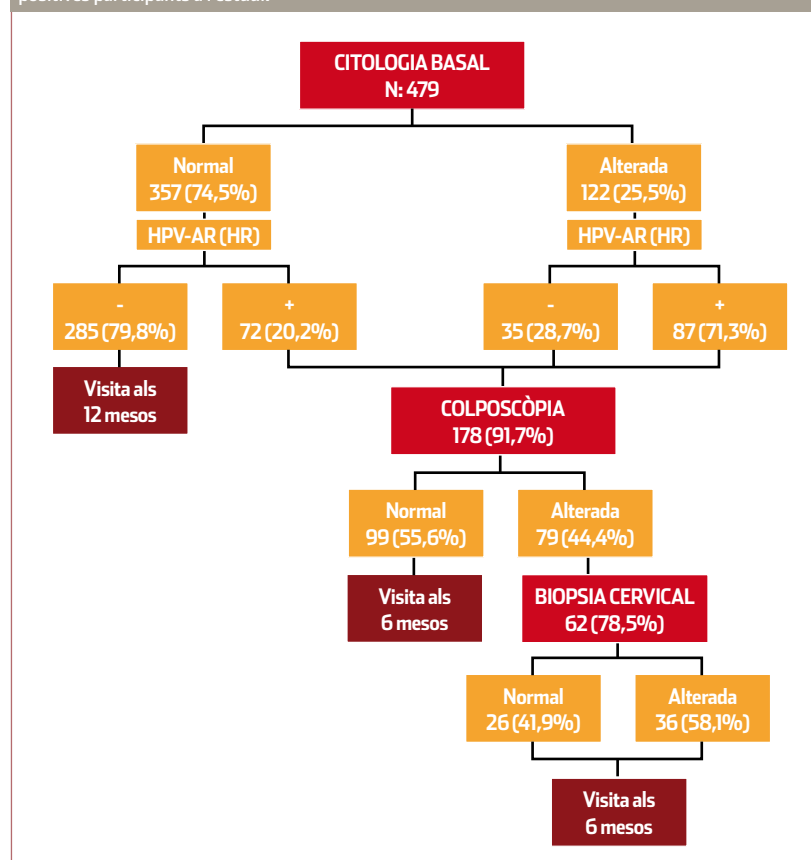 CITOLOGIA BASAL
N: 479
Normal
357 (74,5%)
Alterada
122 (25,5%)
HPV-AR (HR)
HPV-AR (HR)
-
285 (79,8%)
+
72 (20,2%)
-
35 (28,7%)
+
87 (71,3%)
Visita als
12 mesos
COLPOSCÒPIA
178 (91,7%)
Normal
99 (55,6%)
Alterada
79 (44,4%)
Visita als
6 mesos
BIOPSIA CERVICAL
62 (78,5%)
Normal
26 (41,9%)
Alterada
36 (58,1%)
Visita als
6 mesos